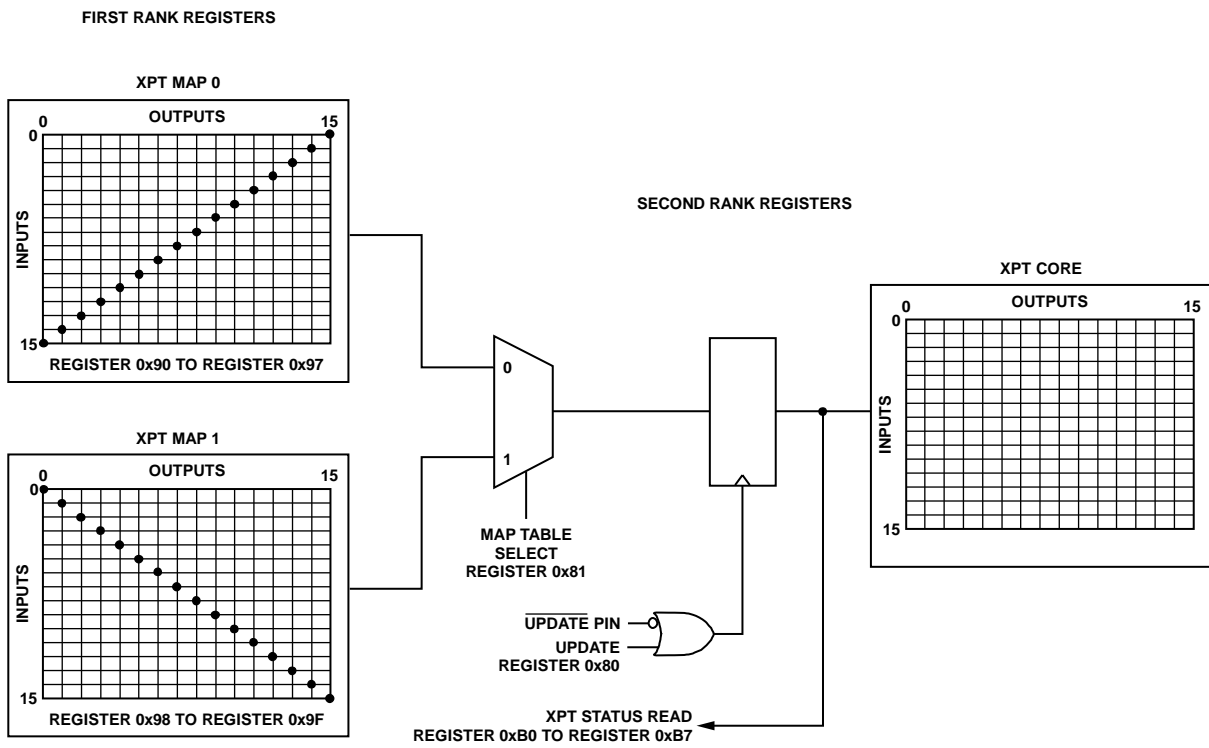 FIRST RANK REGISTERS
XPT MAP 0
OUTPUTS
0 15
0
INPUTS
15
REGISTER 0x90 TO REGISTER 0x97
XPT MAP 1
OUTPUTS
0 15
0
INPUTS
15
REGISTER 0x98 TO REGISTER 0x9F
0
1
MAP TABLE
SELECT
REGISTER 0x81
SECOND RANK REGISTERS
UPDATE PIN
UPDATE
REGISTER 0x80
XPT STATUS READ
REGISTER 0xB0 TO REGISTER 0xB7
XPT CORE
0 15
OUTPUTS
0
INPUTS
15